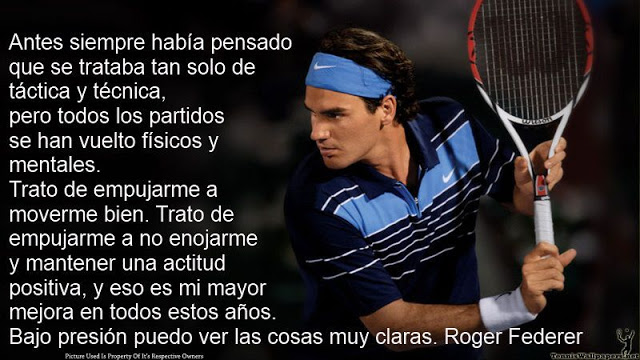 Antes siempre había pensado
que se trataba tan solo de
táctica y técnica,
pero todos los partidos
se han vuelto físicos y
mentales.
Trato de empujarme a
moverme bien. Trato de
empujarme a no enojarme
y mantener una actitud
positiva, y eso es mi mayor
mejora en todos estos años.
Bajo presión puedo ver las cosas muy claras. Roger Federer
Wilson
Picture Used Is Property Of It's Respective Owners
TennisWallpapers.net